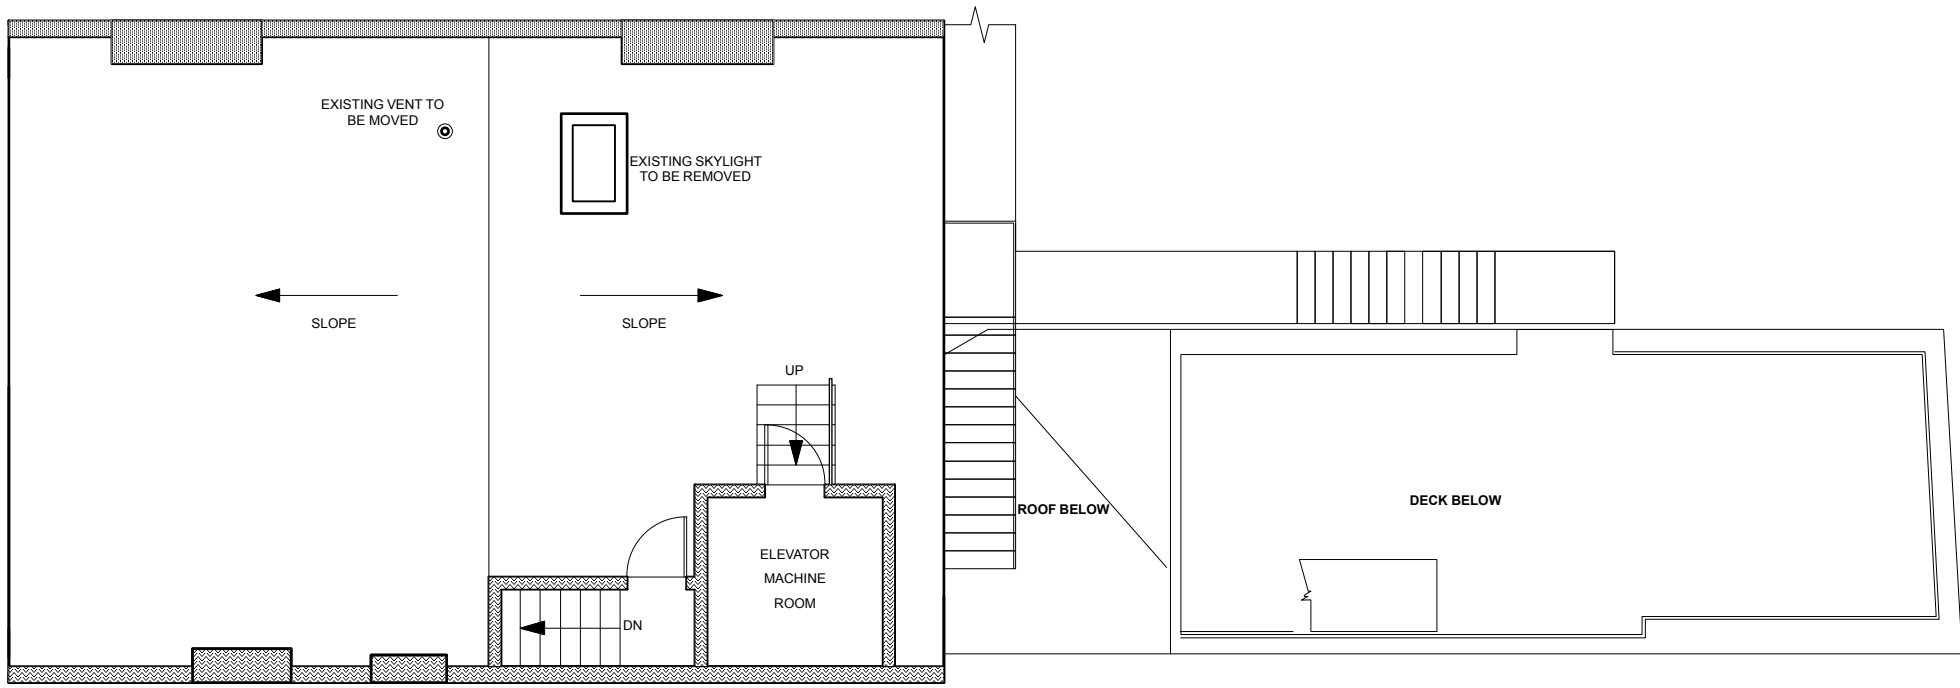 EXISTING VENT TO
BE MOVED
EXISTING SKYLIGHT
TO BE REMOVED
SLOPE
SLOPE
UP
ROOF BELOW
DECK BELOW
ELEVATOR
MACHINE
ROOM
DN